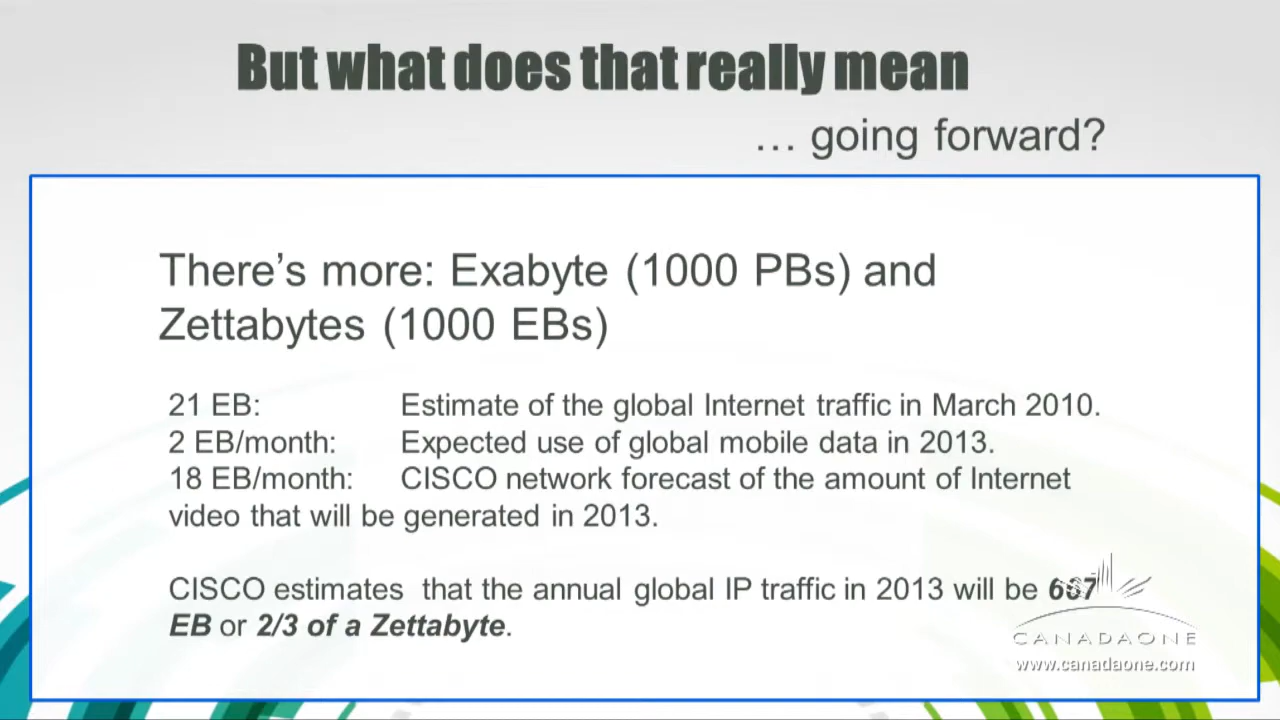 But what does that really mean
… going forward?
There's more: Exabyte (1000 PBs) and
Zettabytes (1000 EBs)
21 EB: Estimate of the global Internet traffic in March 2010.
2 EB/month: Expected use of global mobile data in 2013.
18 EB/month: CISCO network forecast of the amount of Internet
video that will be generated in 2013.
CISCO estimates that the annual global IP traffic in 2013 will be 667
EB or 2/3 of a Zettabyte.
CANADAONE
www.canadaone.com